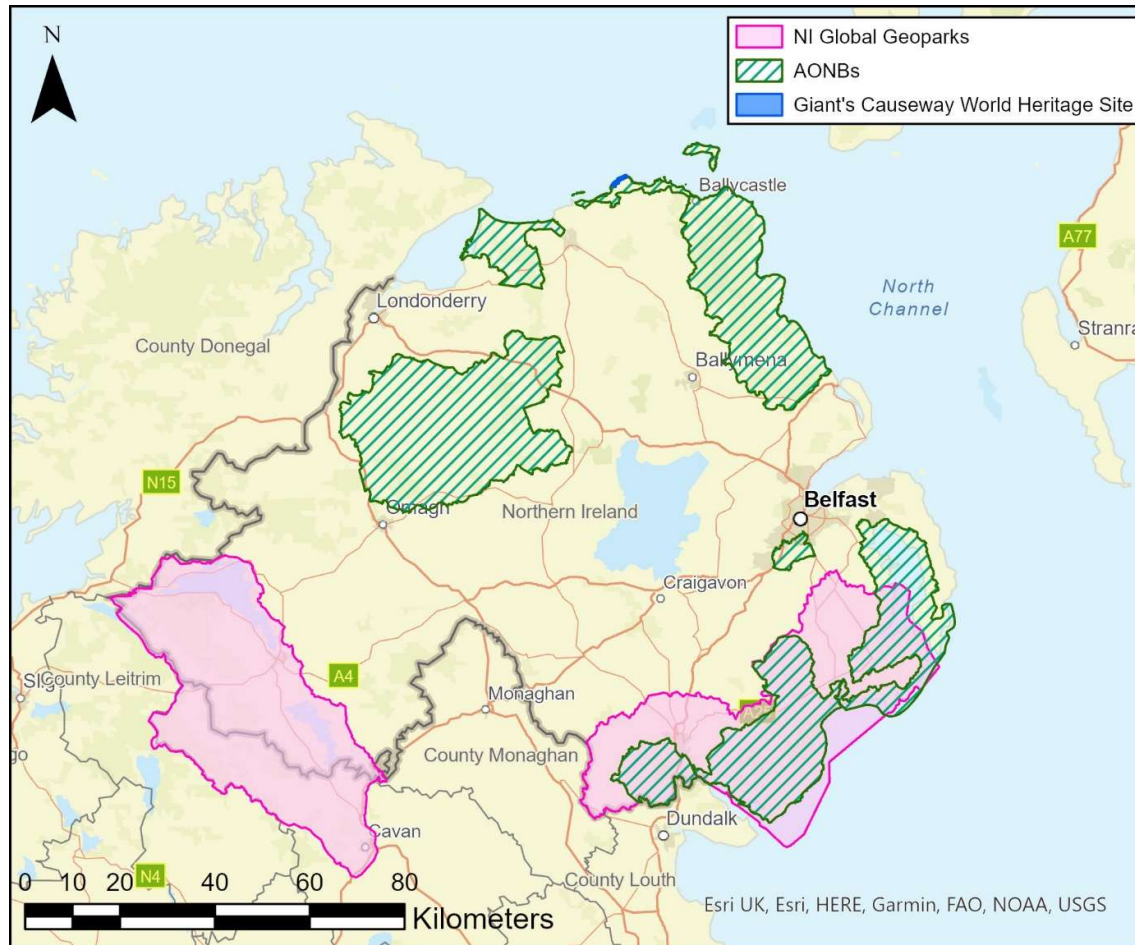 N
NI Global Geoparks
AONBs
Giant's Causeway World Heritage Site
Ballycastle
A77
North
Channel
Londonderry
Stranra
County Donegal
Ballymena
N15
Belfast
Omagh
Northern Ireland
Craigavon
Sligo
County Leitrim
A4
Monaghan
County Monaghan
Dundalk
Cavan
N4
County Louth
0 10 20 40 60 80
Kilometers
Esri UK, Esri, HERE, Garmin, FAO, NOAA, USGS